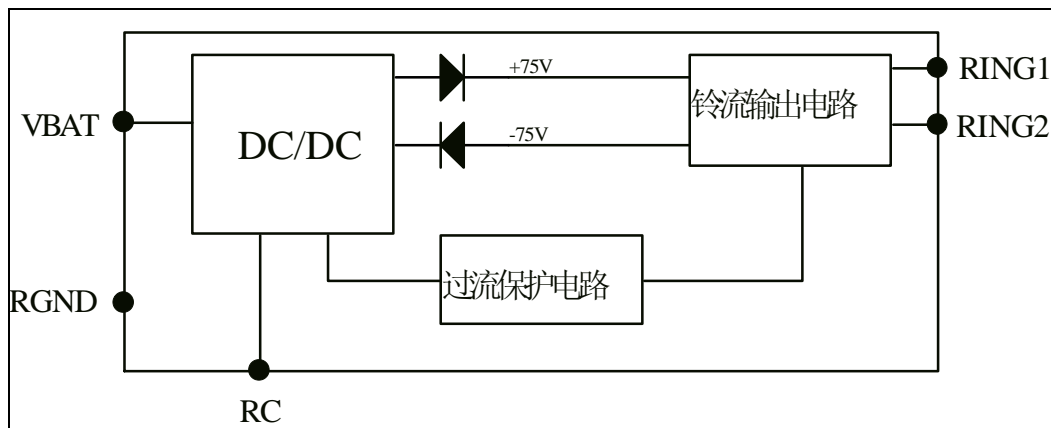 +75V
RING1
铃流输出电路
VBAT
DC/DC
-75V
RING2
过流保护电路
RGND
RC